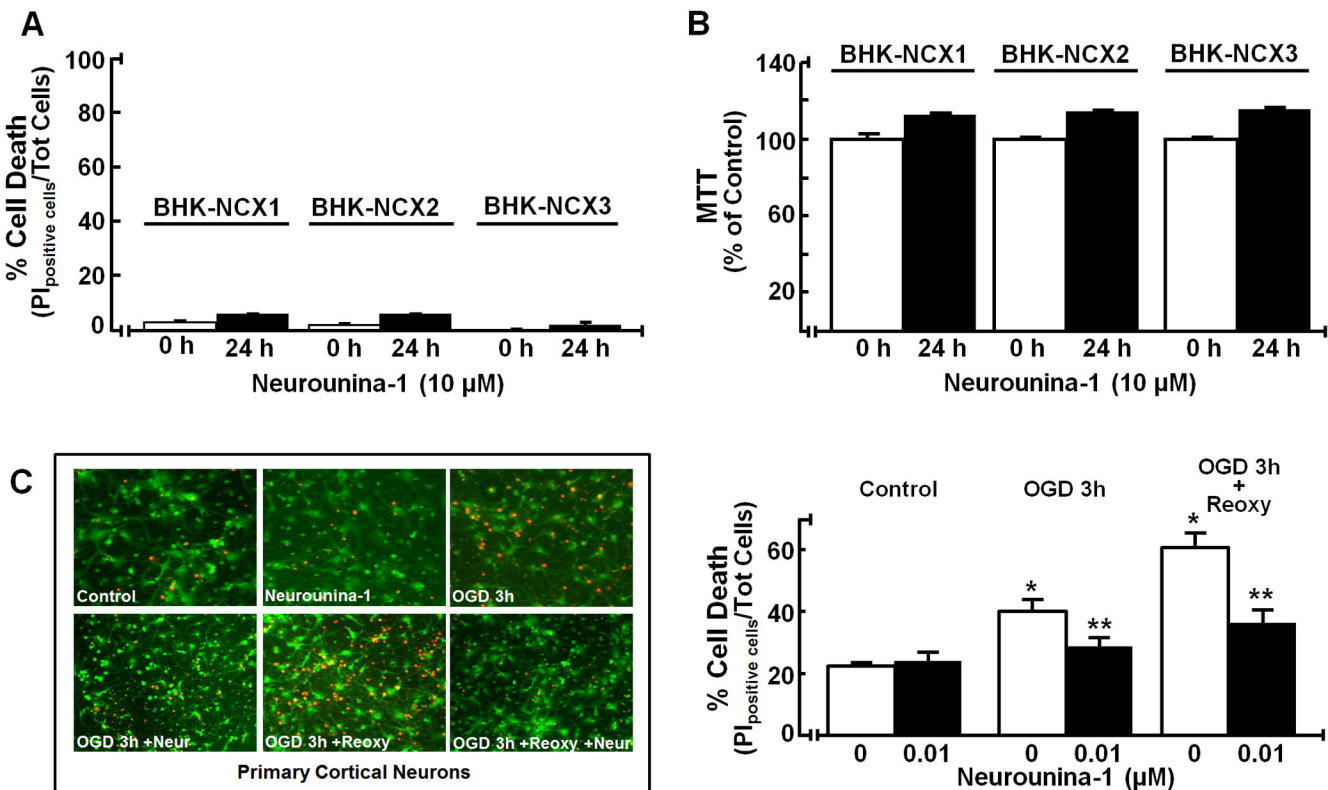 A
% Cell Death
(PIpositive cells/Tot Cells)
100
80
60
40
20
0
BHK-NCX1 BHK-NCX2 BHK-NCX3
0 h 24 h 0 h 24 h 0 h 24 h
Neurounina-1 (10 µM)
B
MTT
(% of Control)
140
100
80
60
40
20
BHK-NCX1 BHK-NCX2 BHK-NCX3
0 h 24 h 0 h 24 h 0 h 24 h
Neurounina-1 (10 µM)
C
Control Neurounina-1 OGD 3h
OGD 3h +Neur OGD 3h +Reoxy OGD 3h +Reoxy +Neur
Primary Cortical Neurons
% Cell Death
(PIpositive cells/Tot Cells)
60
40
20
0
Control
OGD 3h
OGD 3h
+
Reoxy
* ** * **
0 0.01 0 0.01 0 0.01
Neurounina-1 (µM)